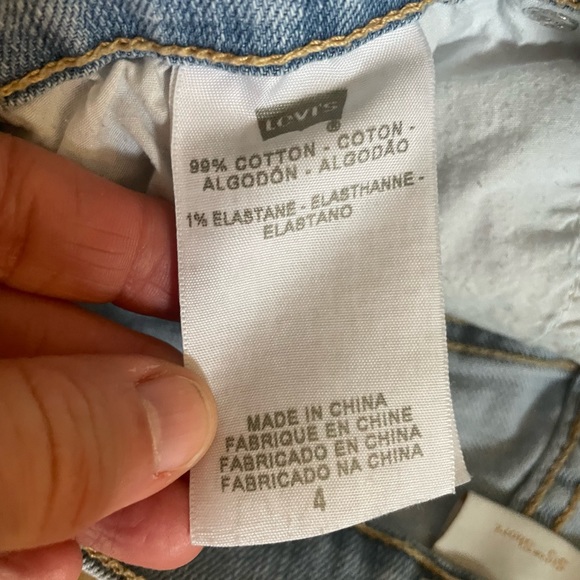 Levi's
®
99% COTTON - COTON -
ALGODÓN - ALGODÃO
1% ELASTANE - ELASTHANNE -
ELASTANO
MADE IN CHINA
FABRIQUE EN CHINE
FABRICADO EN CHINA
FABRICADO NA CHINA
4